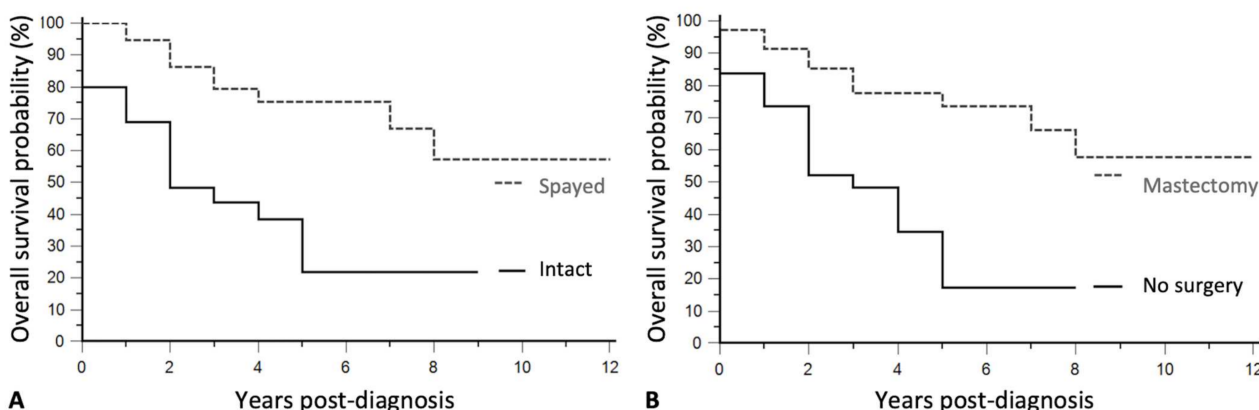 Overall survival probability (%)
100
90
80
70
60
50
40
30
20
10
0
Spayed
Intact
0 2 4 6 8 10 12
Years post-diagnosis
A
Overall survival probability (%)
100
90
80
70
60
50
40
30
20
10
0
Mastectomy
No surgery
0 2 4 6 8 10 12
Years post-diagnosis
B